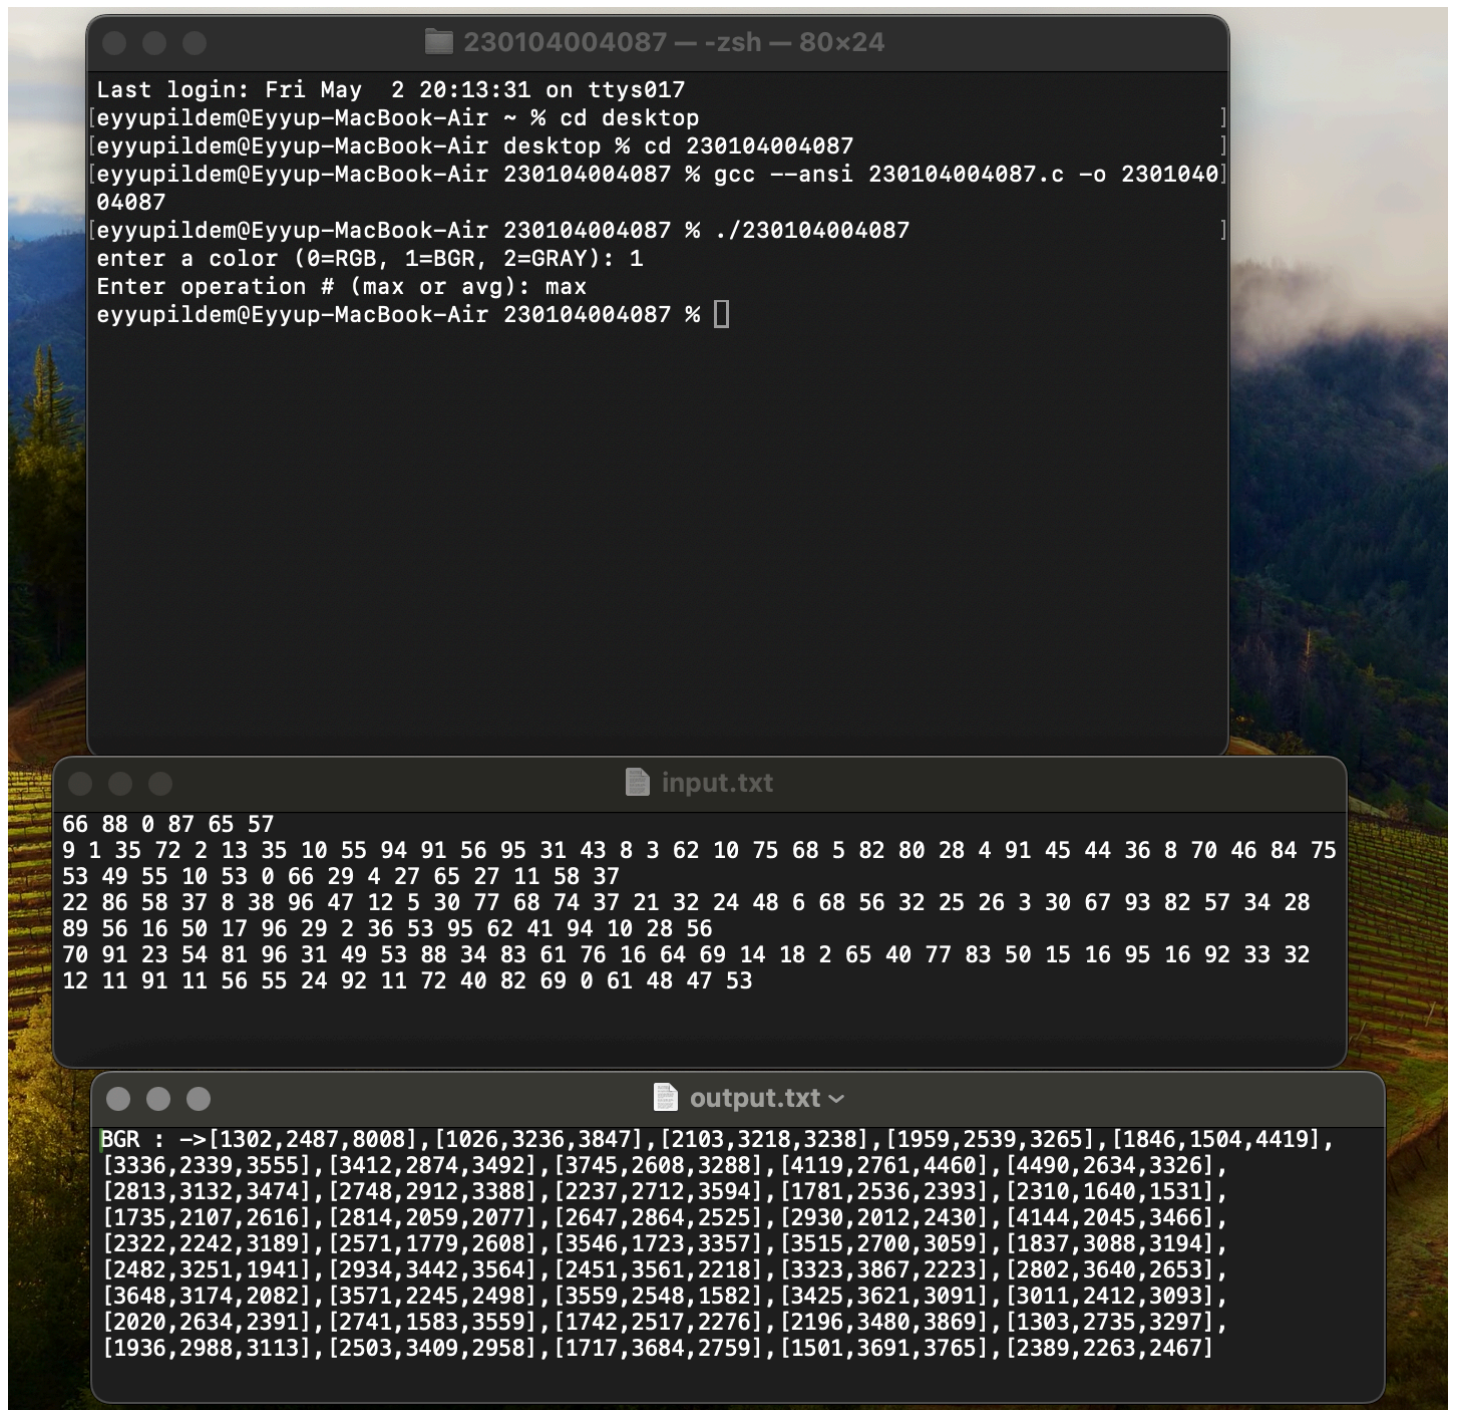 230104004087 — -zsh — 80×24
Last login: Fri May  2 20:13:31 on ttys017
[eyyupildem@Eyyup-MacBook-Air ~ % cd desktop ]
[eyyupildem@Eyyup-MacBook-Air desktop % cd 230104004087 ]
[eyyupildem@Eyyup-MacBook-Air 230104004087 % gcc --ansi 230104004087.c -o 2301040]
04087
[eyyupildem@Eyyup-MacBook-Air 230104004087 % ./230104004087 ]
enter a color (0=RGB, 1=BGR, 2=GRAY): 1
Enter operation # (max or avg): max
eyyupildem@Eyyup-MacBook-Air 230104004087 %
input.txt
66 88 0 87 65 57
9 1 35 72 2 13 35 10 55 94 91 56 95 31 43 8 3 62 10 75 68 5 82 80 28 4 91 45 44 36 8 70 46 84 75
53 49 55 10 53 0 66 29 4 27 65 27 11 58 37
22 86 58 37 8 38 96 47 12 5 30 77 68 74 37 21 32 24 48 6 68 56 32 25 26 3 30 67 93 82 57 34 28
89 56 16 50 17 96 29 2 36 53 95 62 41 94 10 28 56
70 91 23 54 81 96 31 49 53 88 34 83 61 76 16 64 69 14 18 2 65 40 77 83 50 15 16 95 16 92 33 32
12 11 91 11 56 55 24 92 11 72 40 82 69 0 61 48 47 53
output.txt
BGR : ->[1302,2487,8008],[1026,3236,3847],[2103,3218,3238],[1959,2539,3265],[1846,1504,4419],
[3336,2339,3555],[3412,2874,3492],[3745,2608,3288],[4119,2761,4460],[4490,2634,3326],
[2813,3132,3474],[2748,2912,3388],[2237,2712,3594],[1781,2536,2393],[2310,1640,1531],
[1735,2107,2616],[2814,2059,2077],[2647,2864,2525],[2930,2012,2430],[4144,2045,3466],
[2322,2242,3189],[2571,1779,2608],[3546,1723,3357],[3515,2700,3059],[1837,3088,3194],
[2482,3251,1941],[2934,3442,3564],[2451,3561,2218],[3323,3867,2223],[2802,3640,2653],
[3648,3174,2082],[3571,2245,2498],[3559,2548,1582],[3425,3621,3091],[3011,2412,3093],
[2020,2634,2391],[2741,1583,3559],[1742,2517,2276],[2196,3480,3869],[1303,2735,3297],
[1936,2988,3113],[2503,3409,2958],[1717,3684,2759],[1501,3691,3765],[2389,2263,2467]